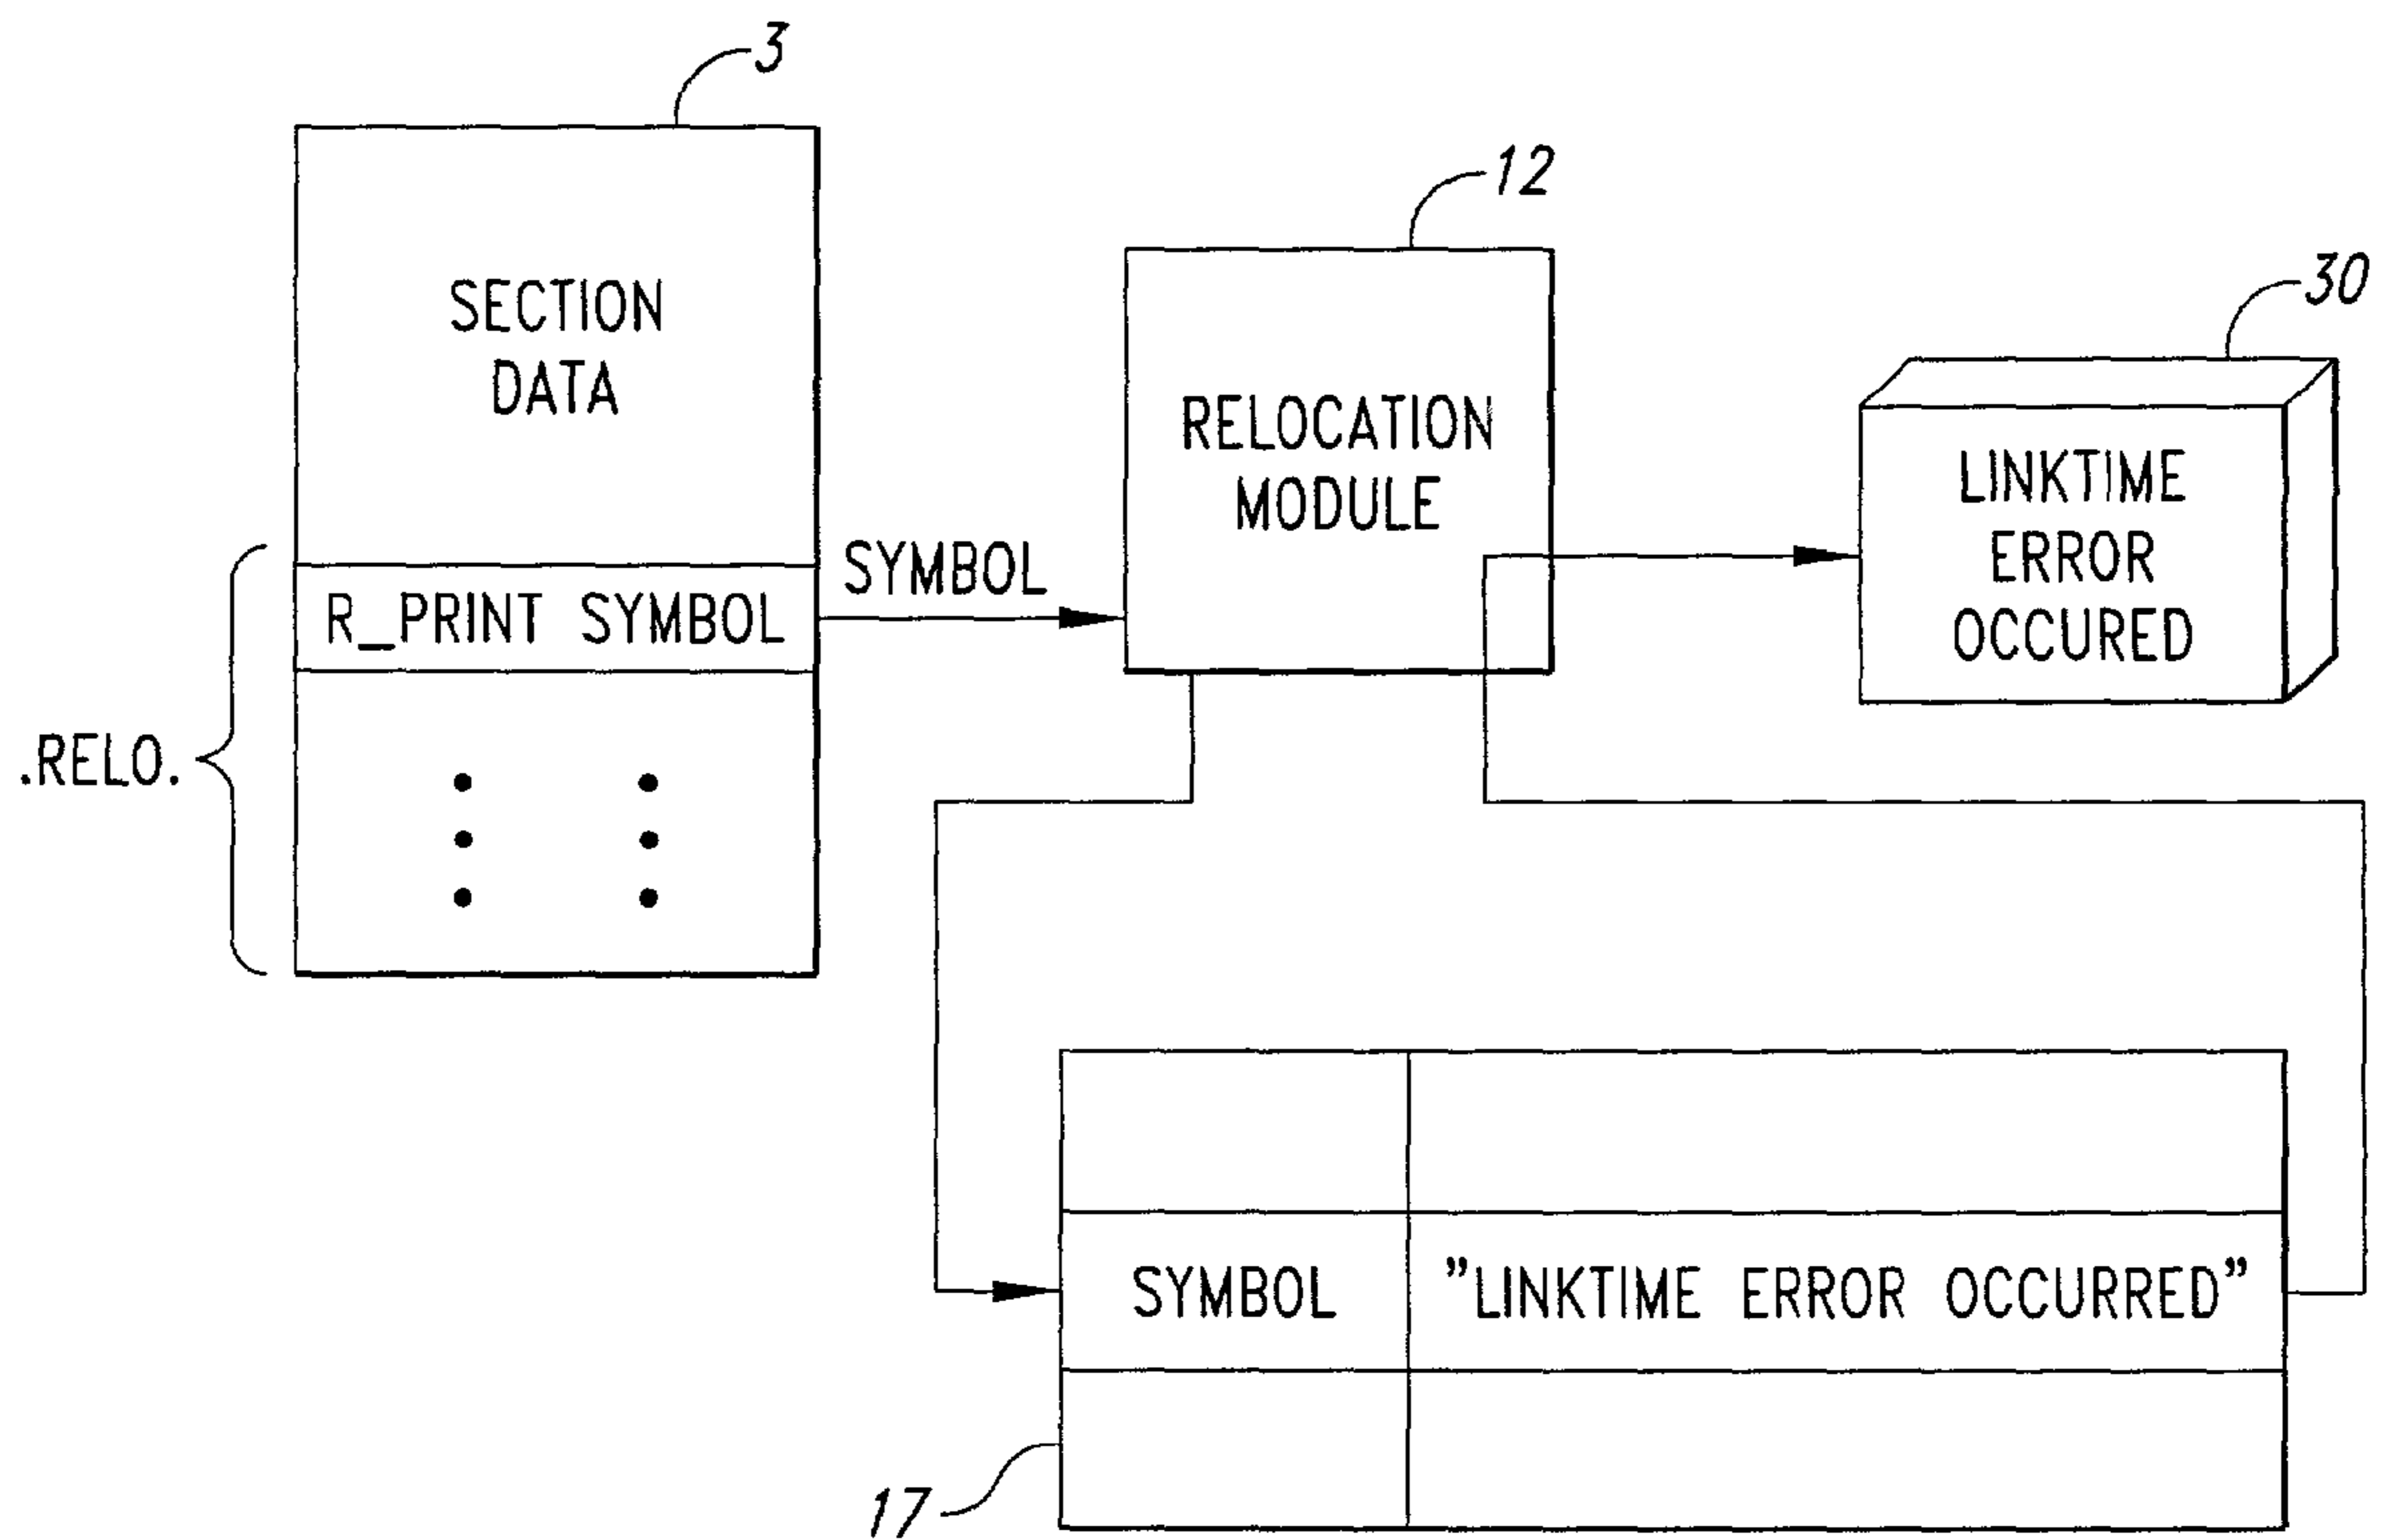 3
SECTION
DATA
R_PRINT SYMBOL
.RELO.
SYMBOL
12
RELOCATION
MODULE
30
LINKTIME
ERROR
OCCURED
SYMBOL
"LINKTIME ERROR OCCURRED"
17